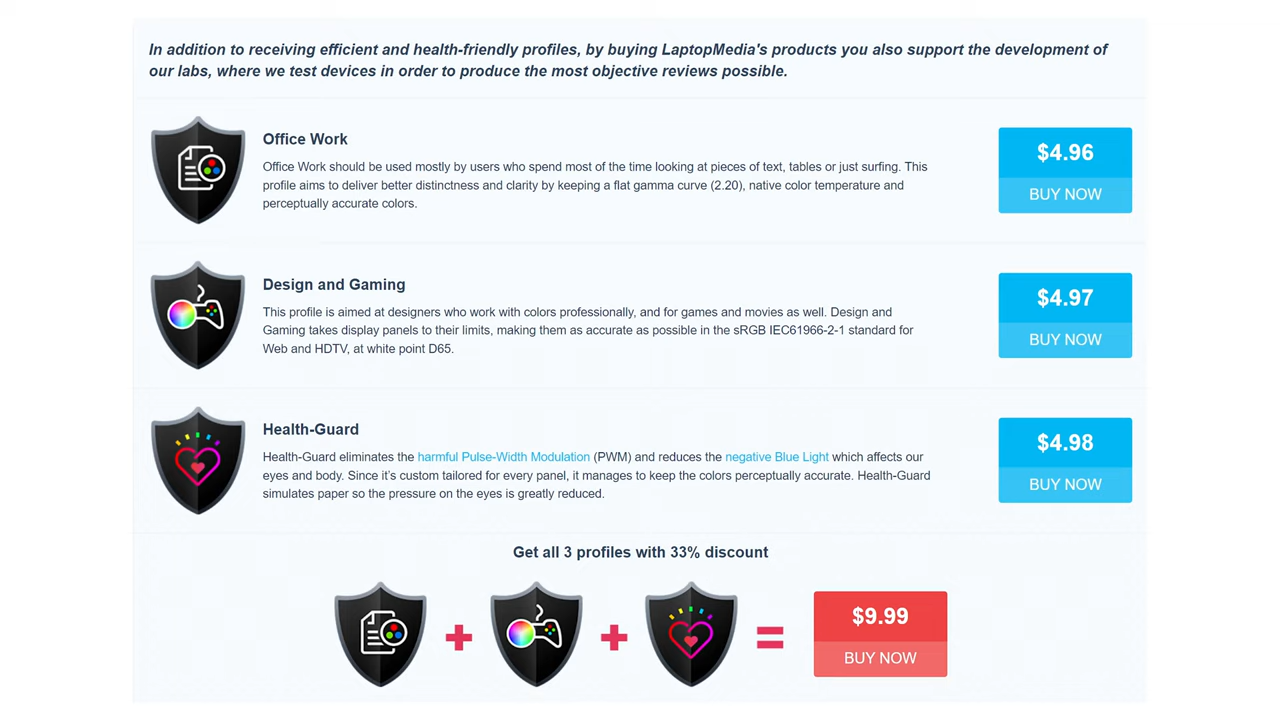 In addition to receiving efficient and health-friendly profiles, by buying LaptopMedia's products you also support the development of
our labs, where we test devices in order to produce the most objective reviews possible.
Office Work
Office Work should be used mostly by users who spend most of the time looking at pieces of text, tables or just surfing. This
profile aims to deliver better distinctness and clarity by keeping a flat gamma curve (2.20), native color temperature and
perceptually accurate colors.
$4.96
BUY NOW
Design and Gaming
This profile is aimed at designers who work with colors professionally, and for games and movies as well. Design and
Gaming takes display panels to their limits, making them as accurate as possible in the sRGB IEC61966-2-1 standard for
Web and HDTV, at white point D65.
$4.97
BUY NOW
Health-Guard
Health-Guard eliminates the harmful Pulse-Width Modulation (PWM) and reduces the negative Blue Light which affects our
eyes and body. Since it’s custom tailored for every panel, it manages to keep the colors perceptually accurate. Health-Guard
simulates paper so the pressure on the eyes is greatly reduced.
$4.98
BUY NOW
Get all 3 profiles with 33% discount
$9.99
BUY NOW